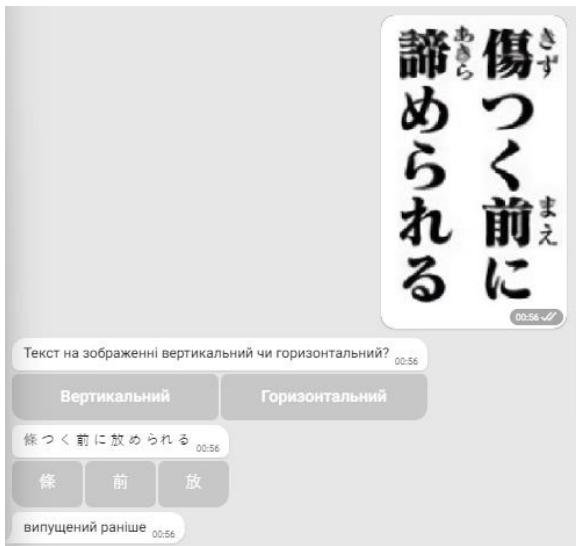 傷つく前に
諦められる
きず
まえ
あきら
00:56
Текст на зображенні вертикальний чи горизонтальний? 00:56
Вертикальний
Горизонтальний
條つく前に放められる 00:56
條
前
放
випущений раніше 00:56